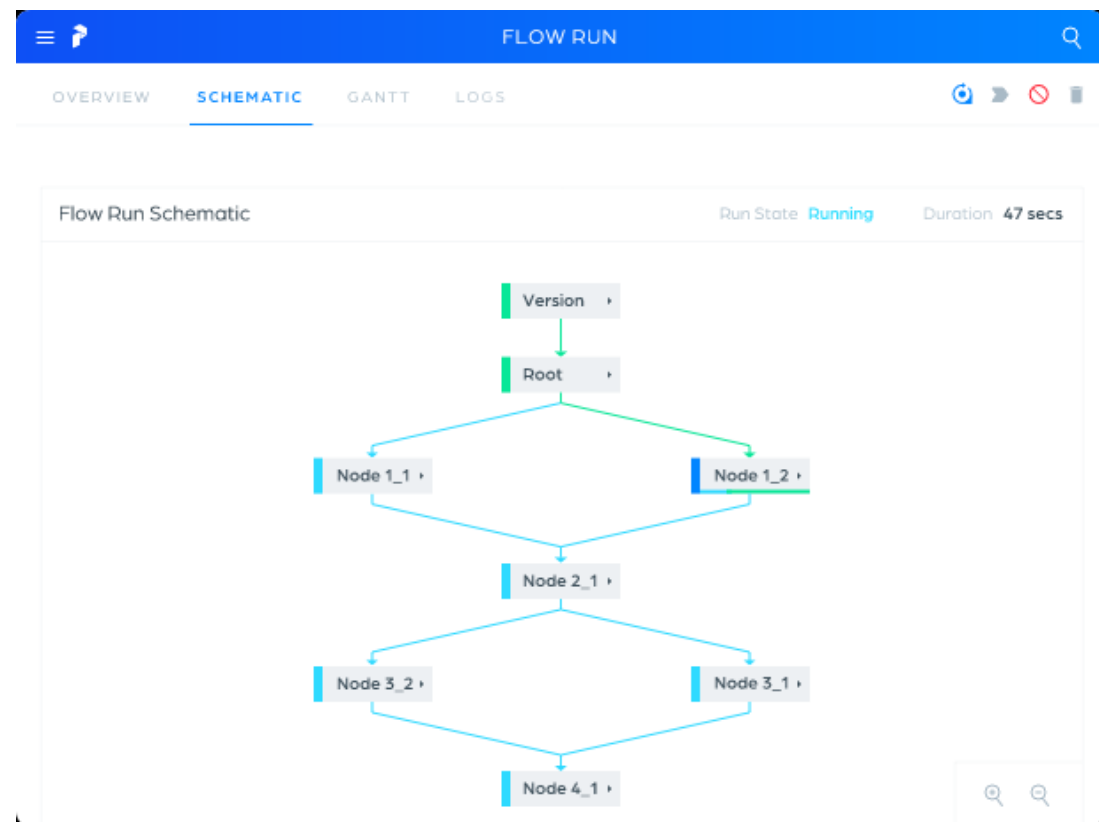 FLOW RUN
OVERVIEW SCHEMATIC GANTT LOGS
Flow Run Schematic Run State Running Duration 47 secs
Version
Root
Node 1_1 Node 1_2
Node 2_1
Node 3_2 Node 3_1
Node 4_1